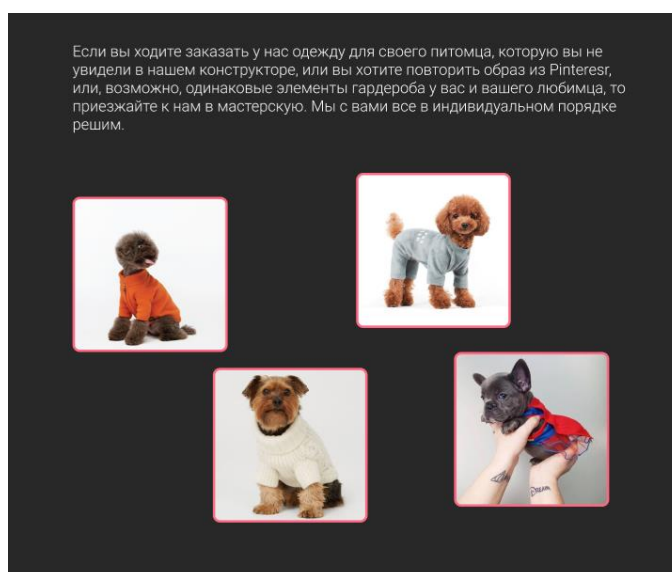 Если вы ходите заказать у нас одежду для своего питомца, которую вы не
увидели в нашем конструкторе, или вы хотите повторить образ из Pinteresr,
или, возможно, одинаковые элементы гардероба у вас и вашего любимца, то
приезжайте к нам в мастерскую. Мы с вами все в индивидуальном порядке
решим.
DREAM